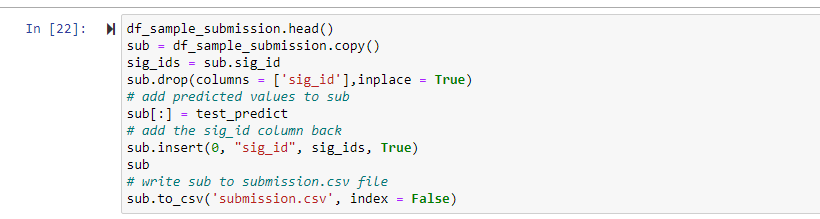 In [22]:
df_sample_submission.head()
sub = df_sample_submission.copy()
sig_ids = sub.sig_id
sub.drop(columns = ['sig_id'],inplace = True)
# add predicted values to sub
sub[:] = test_predict
# add the sig_id column back
sub.insert(0, "sig_id", sig_ids, True)
sub
# write sub to submission.csv file
sub.to_csv('submission.csv', index = False)